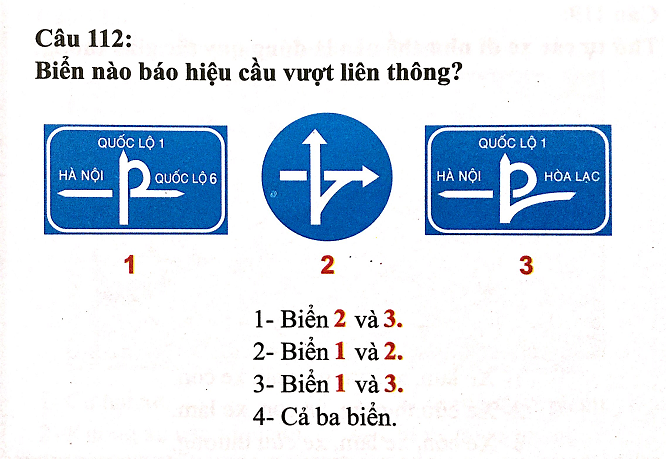 Câu 112:
Biển nào báo hiệu cầu vượt liên thông?
QUỐC LỘ 1
HÀ NỘI
QUỐC LỘ 6
QUỐC LỘ 1
HÀ NỘI
HÒA LẠC
1
2
3
1- Biển 2 và 3.
2- Biển 1 và 2.
3- Biển 1 và 3.
4- Cả ba biển.